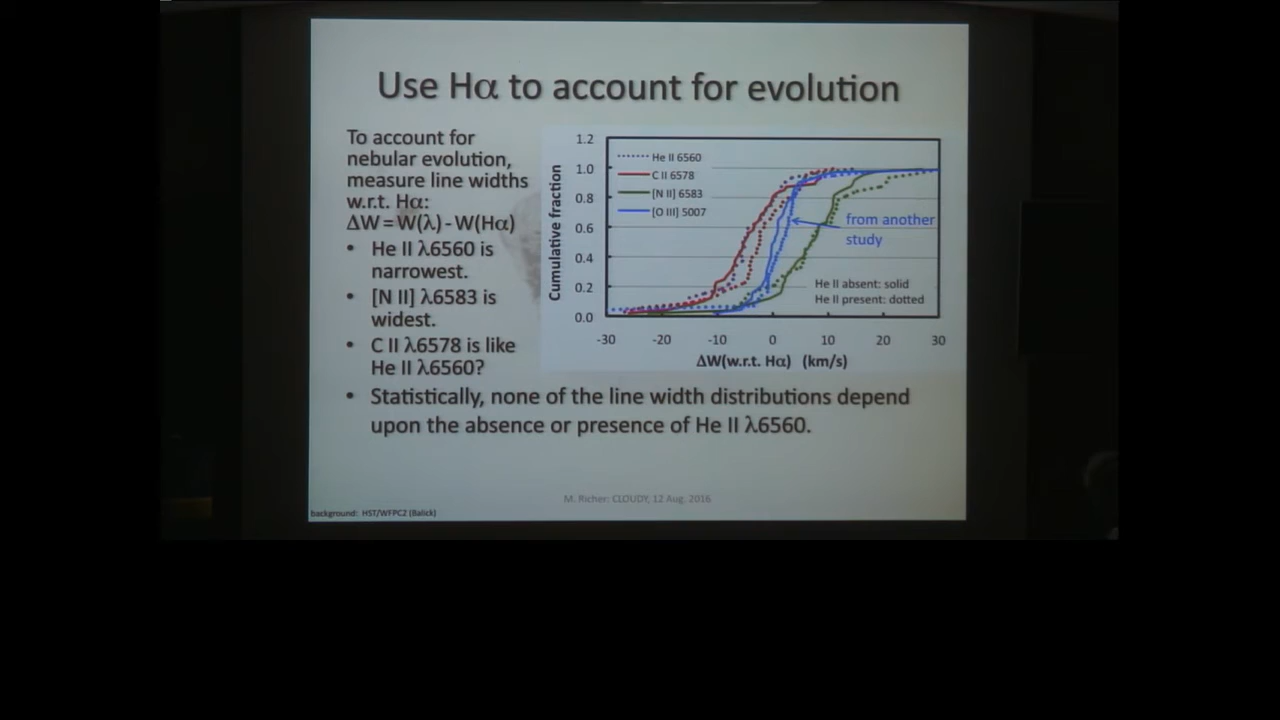 Use Hα to account for evolution
To account for
nebular evolution,
measure line widths
w.r.t. Hα:
ΔW = W(λ) - W(Hα)
• He II λ6560 is
narrowest.
• [N II] λ6583 is
widest.
• C II λ6578 is like
He II λ6560?
• Statistically, none of the line width distributions depend
upon the absence or presence of He II λ6560.
Cumulative fraction
1.2
1.0
0.8
0.6
0.4
0.2
0.0
He II 6560
C II 6578
[N II] 6583
[O III] 5007
from another
study
He II absent: solid
He II present: dotted
-30 -20 -10 0 10 20 30
ΔW(w.r.t. Hα) (km/s)
M. Richer: CLOUDY, 12 Aug. 2016
background: HST/WFPC2 (Balick)